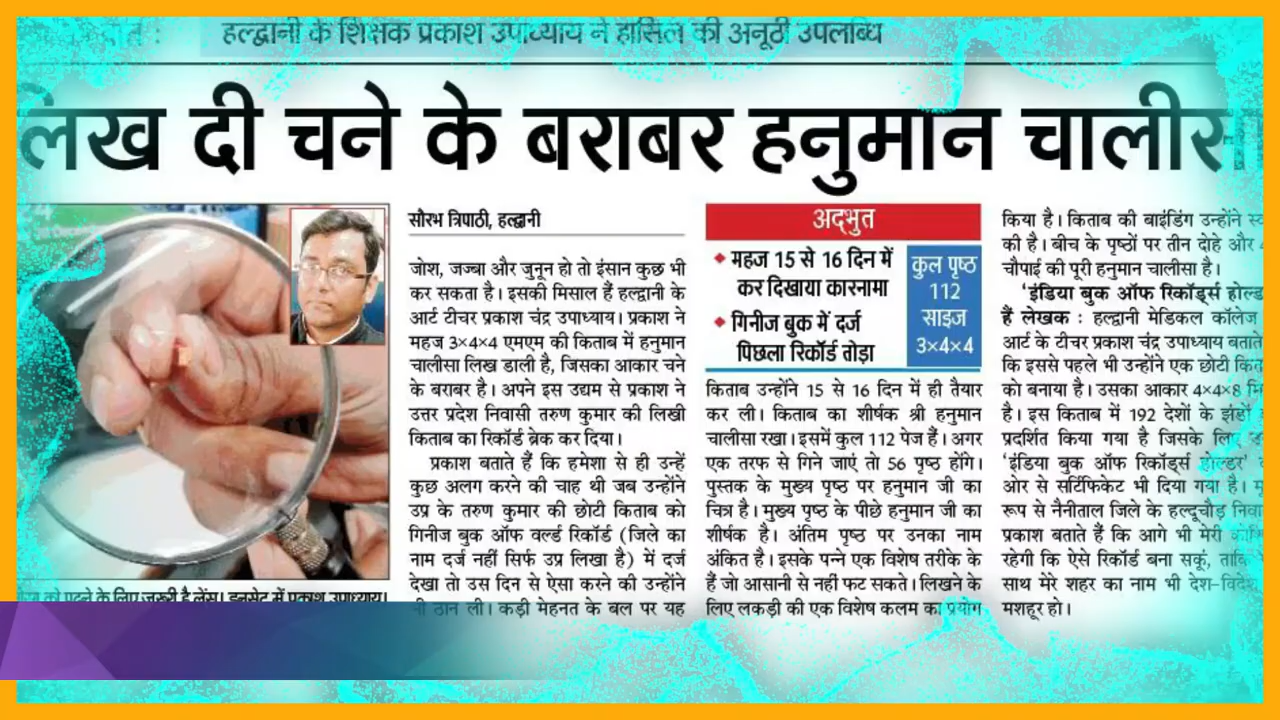 हल्द्वानी के शिक्षक प्रकाश उपाध्याय ने हासिल की अनूठी उपलब्धि
लिख दी चने के बराबर हनुमान चालीसा
सौरभ त्रिपाठी, हल्द्वानी
जोश, जज्बा और जुनून हो तो इंसान कुछ भी
कर सकता है। इसकी मिसाल हैं हल्द्वानी के
आर्ट टीचर प्रकाश चंद्र उपाध्याय। प्रकाश ने
महज 3×4×4 एमएम की किताब में हनुमान
चालीसा लिख डाली है, जिसका आकार चने
के बराबर है। अपने इस उद्यम से प्रकाश ने
उत्तर प्रदेश निवासी तरुण कुमार की लिखी
किताब का रिकॉर्ड ब्रेक कर दिया।
प्रकाश बताते हैं कि हमेशा से ही उन्हें
कुछ अलग करने की चाह थी जब उन्होंने
उप्र के तरुण कुमार की छोटी किताब को
गिनीज बुक ऑफ वर्ल्ड रिकॉर्ड (जिले का
नाम दर्ज नहीं सिर्फ उप्र लिखा है) में दर्ज
देखा तो उस दिन से ऐसा करने की उन्होंने
भी ठान ली। कड़ी मेहनत के बल पर यह
अद्भुत
महज 15 से 16 दिन में
कर दिखाया कारनामा
गिनीज बुक में दर्ज
पिछला रिकॉर्ड तोड़ा
कुल पृष्ठ
112
साइज
3×4×4
किताब उन्होंने 15 से 16 दिन में ही तैयार
कर ली। किताब का शीर्षक श्री हनुमान
चालीसा रखा। इसमें कुल 112 पेज हैं। अगर
एक तरफ से गिने जाएं तो 56 पृष्ठ होंगे।
पुस्तक के मुख्य पृष्ठ पर हनुमान जी का
चित्र है। मुख्य पृष्ठ के पीछे हनुमान जी का
शीर्षक है। अंतिम पृष्ठ पर उनका नाम
अंकित है। इसके पन्ने एक विशेष तरीके के
हैं जो आसानी से नहीं फट सकते। लिखने के
लिए लकड़ी की एक विशेष कलम का प्रयोग
किया है। किताब की बाइंडिंग उन्होंने
की है। बीच के पृष्ठों पर तीन दोहे और
चौपाई की पूरी हनुमान चालीसा है।
'इंडिया बुक ऑफ रिकॉर्ड्स होल्डर
हैं लेखक : हल्द्वानी मेडिकल कॉलेज
आर्ट के टीचर प्रकाश चंद्र उपाध्याय बताते
कि इससे पहले भी उन्होंने एक छोटी
को बनाया है। उसका आकार 4×4×8
है। इस किताब में 192 देशों के झंडों
प्रदर्शित किया गया है जिसके लिए
'इंडिया बुक ऑफ रिकॉर्ड्स होल्डर'
ओर से सर्टिफिकेट भी दिया गया है।
रूप से नैनीताल जिले के हल्दूचौड़
प्रकाश बताते हैं कि आगे भी मेरी
रहेगी कि ऐसे रिकॉर्ड बना सकूं,
साथ मेरे शहर का नाम भी देश-विदेश
मशहूर हो।
को पढ़ने के लिए जरूरी है लेंस। इनसेट में प्रकाश उपाध्याय।